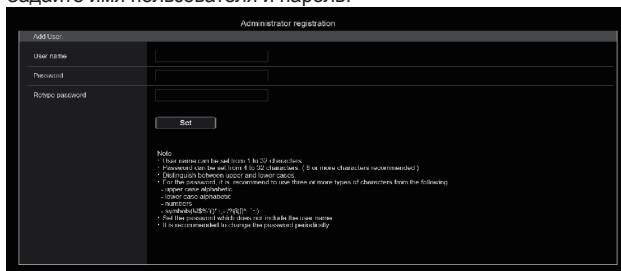 Задайте имя пользователя и пароль.
Administrator registration
Add User.
User name
Password
Retype password
Set
Note
・User name can be set from 1 to 32 characters
・Password can be set from 4 to 32 characters. ( 8 or more characters recommended )
・Distinguish between upper and lower cases.
・For the password, it is recommend to use three or more types of characters from the following
- upper case alphabetic
- lower case alphabetic
- numbers
- symbols
・Set the password which does not include the user name
・It is recommended to change the password periodically